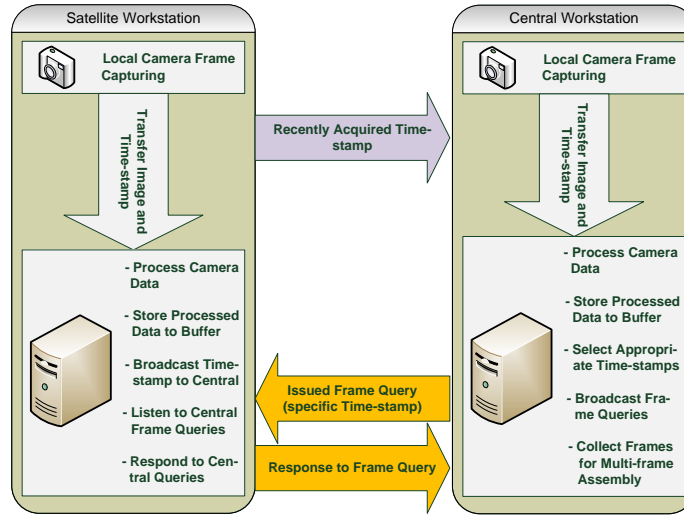 Satellite Workstation
Local Camera Frame
Capturing
Transfer Image and
Time-stamp
- Process Camera
Data
- Store Processed
Data to Buffer
- Broadcast Time-
stamp to Central
- Listen to Central
Frame Queries
- Respond to Cen-
tral Queries
Recently Acquired Time-
stamp
Issued Frame Query
(specific Time-stamp)
Response to Frame Query
Central Workstation
Local Camera Frame
Capturing
Transfer Image and
Time-stamp
- Process Camera
Data
- Store Processed
Data to Buffer
- Select Appropri-
ate Time-stamps
- Broadcast Fra-
me Queries
- Collect Frames
for Multi-frame
Assembly